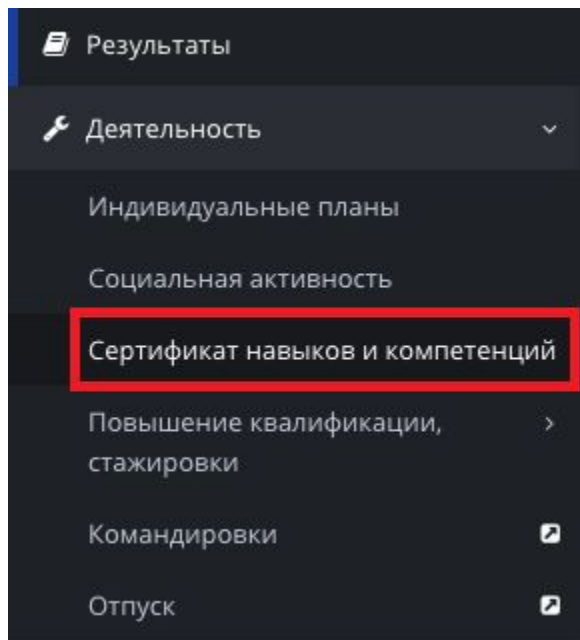 Результаты
Деятельность
Индивидуальные планы
Социальная активность
Сертификат навыков и компетенций
Повышение квалификации,
стажировки
Командировки
Отпуск